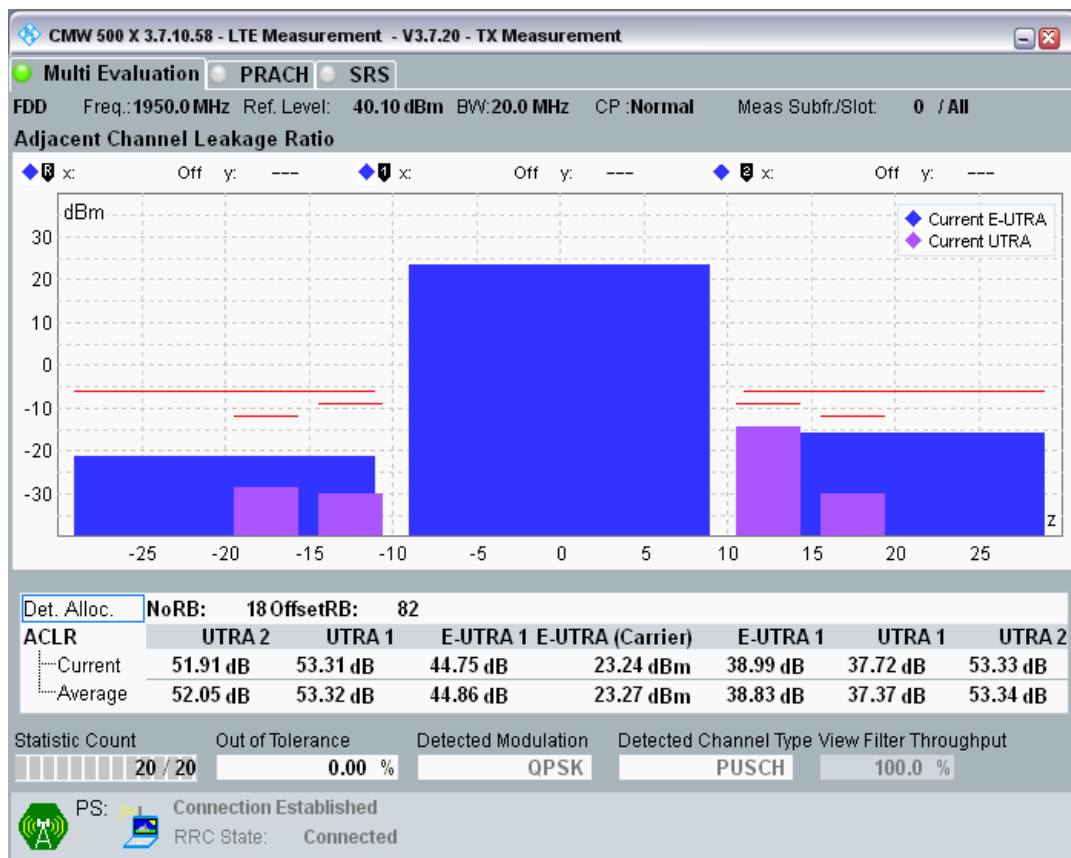 CMW 500 X 3.7.10.58 - LTE Measurement - V3.7.20 - TX Measurement
Multi Evaluation PRACH SRS
FDD Freq.:1950.0 MHz Ref. Level: 40.10 dBm BW:20.0 MHz CP :Normal Meas Subfr./Slot: 0 / All
Adjacent Channel Leakage Ratio
R x: Off y: --- 1 x: Off y: --- 2 x: Off y: ---
dBm
Current E-UTRA
Current UTRA
30
20
10
0
-10
-20
-30
z
-25 -20 -15 -10 -5 0 5 10 15 20 25
Det. Alloc. NoRB: 18 OffsetRB: 82
ACLR UTRA 2 UTRA 1 E-UTRA 1 E-UTRA (Carrier) E-UTRA 1 UTRA 1 UTRA 2
Current 51.91 dB 53.31 dB 44.75 dB 23.24 dBm 38.99 dB 37.72 dB 53.33 dB
Average 52.05 dB 53.32 dB 44.86 dB 23.27 dBm 38.83 dB 37.37 dB 53.34 dB
Statistic Count Out of Tolerance Detected Modulation Detected Channel Type View Filter Throughput
20 / 20 0.00 % QPSK PUSCH 100.0 %
PS: Connection Established
RRC State: Connected